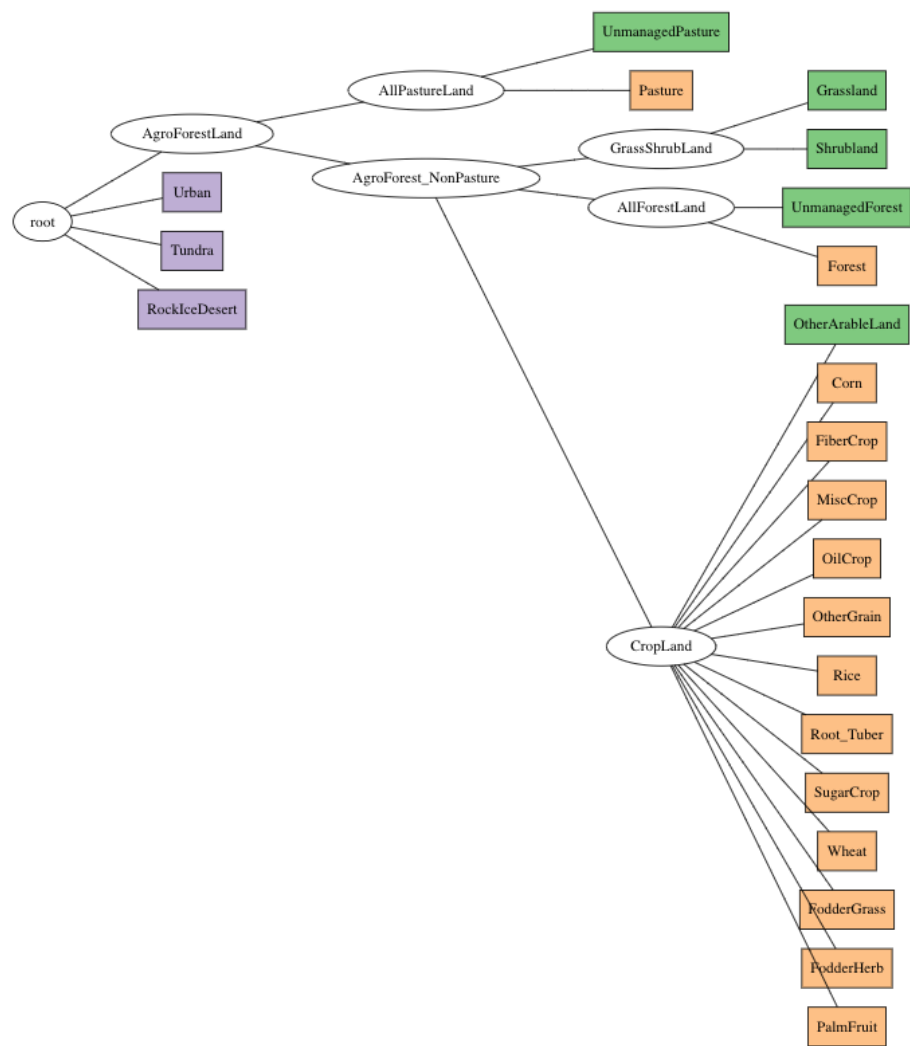 UnmanagedPasture
AllPastureLand
Pasture
Grassland
AgroForestLand
GrassShrubLand
Shrubland
AgroForest_NonPasture
Urban
AllForestLand
UnmanagedForest
root
Tundra
Forest
RockIceDesert
OtherArableLand
Corn
FiberCrop
MiscCrop
OilCrop
OtherGrain
CropLand
Rice
Root_Tuber
SugarCrop
Wheat
FodderGrass
FodderHerb
PalmFruit